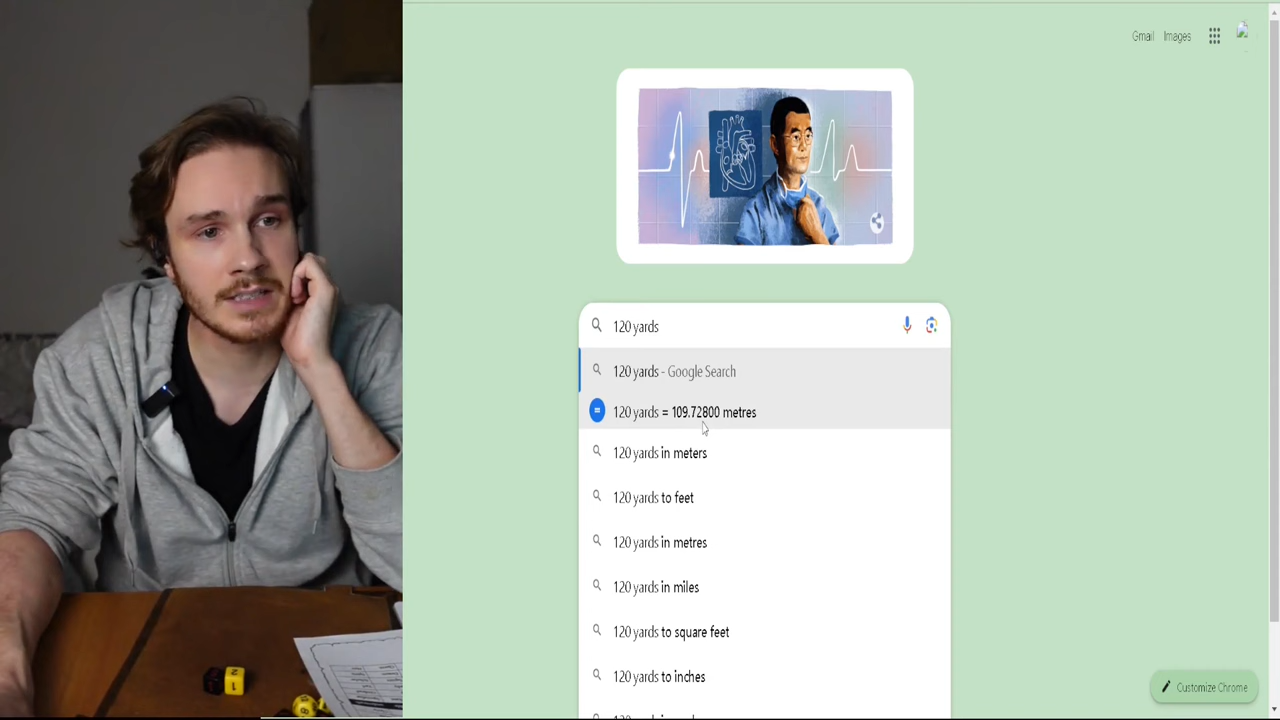 Gmail Images
120 yards
120 yards - Google Search
120 yards = 109.72800 metres
120 yards in meters
120 yards to feet
120 yards in metres
120 yards in miles
120 yards to square feet
120 yards to inches
Customize Chrome